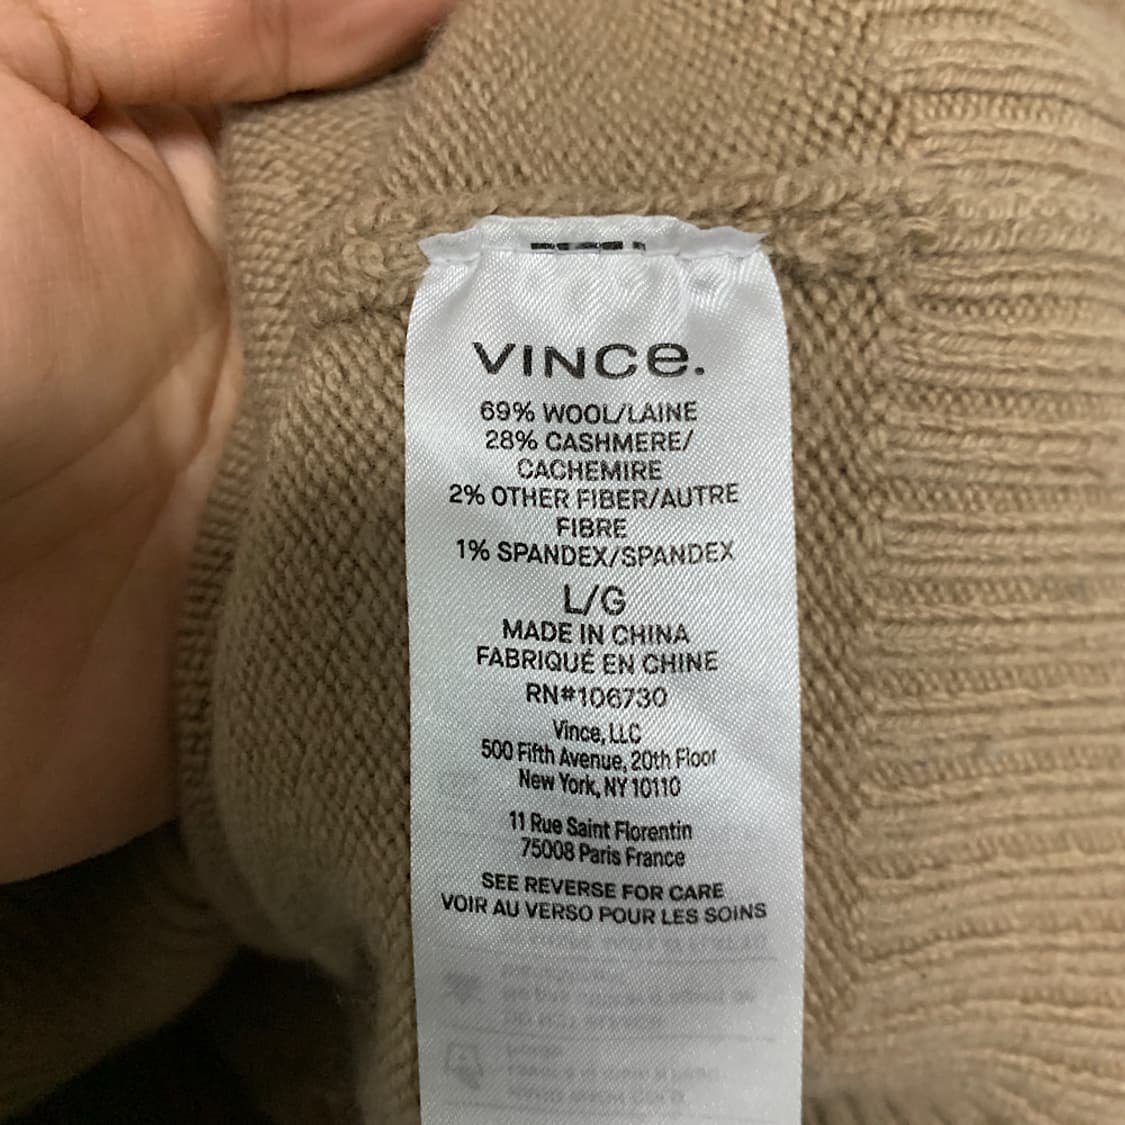 VINCE.
69% WOOL/LAINE
28% CASHMERE/
CACHEMIRE
2% OTHER FIBER/AUTRE
FIBRE
1% SPANDEX/SPANDEX
L/G
MADE IN CHINA
FABRIQUÉ EN CHINE
RN#106730
Vince, LLC
500 Fifth Avenue, 20th Floor
New York, NY 10110
11 Rue Saint Florentin
75008 Paris France
SEE REVERSE FOR CARE
VOIR AU VERSO POUR LES SOINS